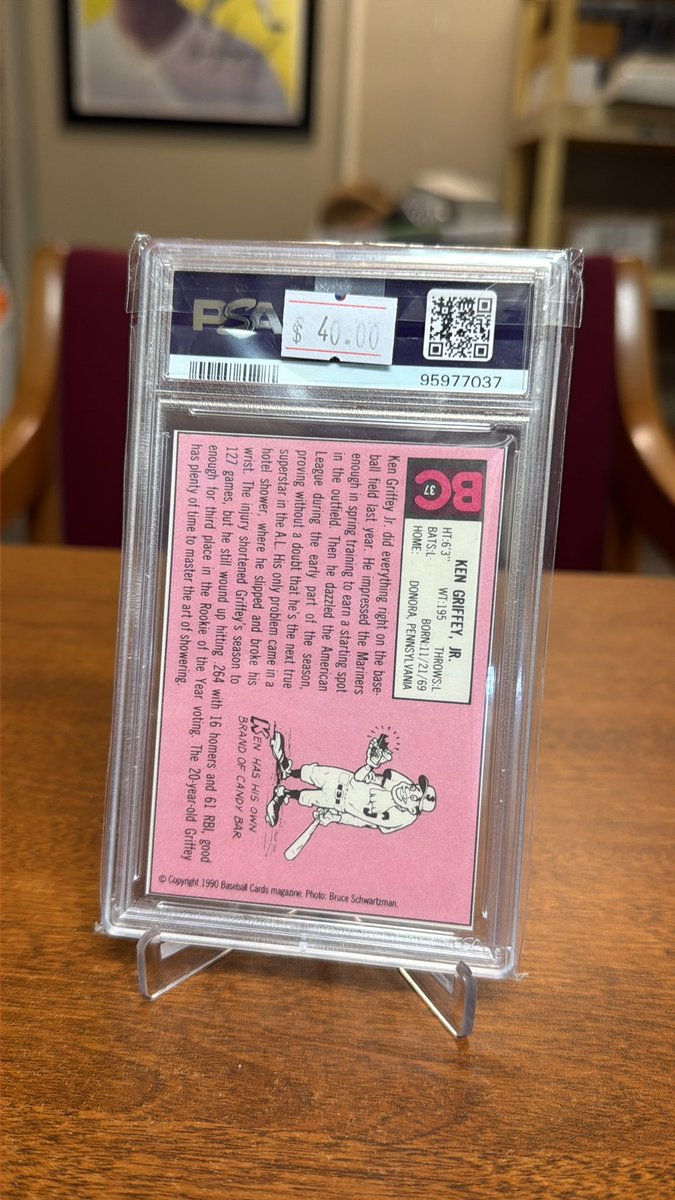 PSA
$ 40.00
95977037
BC
37
KEN GRIFFEY, JR.
HT:6'3" WT:195 THROWS:L
BATS:L BORN:11/21/69
HOME: DONORA, PENNSYLVANIA
Ken Griffey Jr. did everything right on the base-
ball field last year. He impressed the Mariners
enough in spring training to earn a starting spot
in the outfield. Then he dazzled the American
League during the early part of the season,
proving without a doubt that he's the next true
superstar in the A.L. His only problem came in a
hotel shower, where he slipped and broke his
wrist. The injury shortened Griffey's season to
127 games, but he still wound up hitting .264 with 16 homers and 61 RBI, good
enough for third place in the Rookie of the Year voting. The 20-year-old Griffey
has plenty of time to master the art of showering.
KEN HAS HIS OWN
BRAND OF CANDY BAR
© Copyright 1990 Baseball Cards magazine. Photo: Bruce Schwartzman.